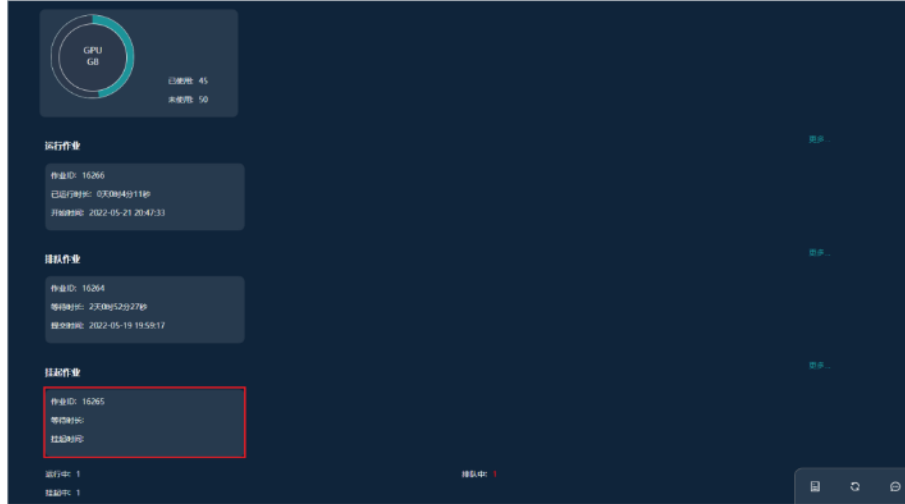 GPU
GB
已使用: 45
未使用: 50
运行作业
更多...
作业ID: 16266
已运行时长: 0天0时4分11秒
开始时间: 2022-05-21 20:47:33
排队作业
更多...
作业ID: 16264
等待时长: 2天0时52分27秒
提交时间: 2022-05-19 19:59:17
挂起作业
更多...
作业ID: 16265
等待时长:
挂起时间:
运行中: 1
排队中: 1
挂起中: 1